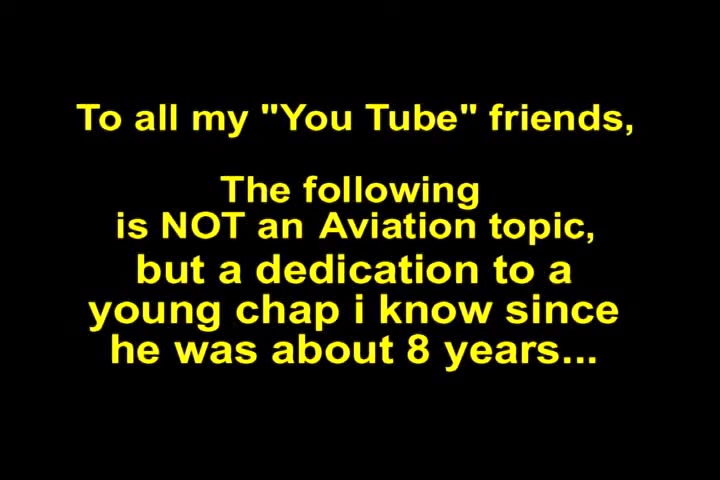 To all my "You Tube" friends,
The following
is NOT an Aviation topic,
but a dedication to a
young chap i know since
he was about 8 years...